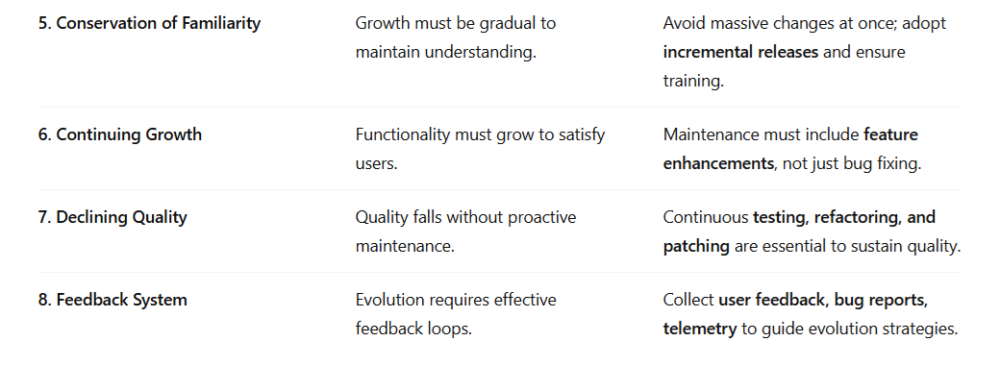 5. Conservation of Familiarity
Growth must be gradual to
maintain understanding.
Avoid massive changes at once; adopt
incremental releases and ensure
training.
6. Continuing Growth
Functionality must grow to satisfy
users.
Maintenance must include feature
enhancements, not just bug fixing.
7. Declining Quality
Quality falls without proactive
maintenance.
Continuous testing, refactoring, and
patching are essential to sustain quality.
8. Feedback System
Evolution requires effective
feedback loops.
Collect user feedback, bug reports,
telemetry to guide evolution strategies.